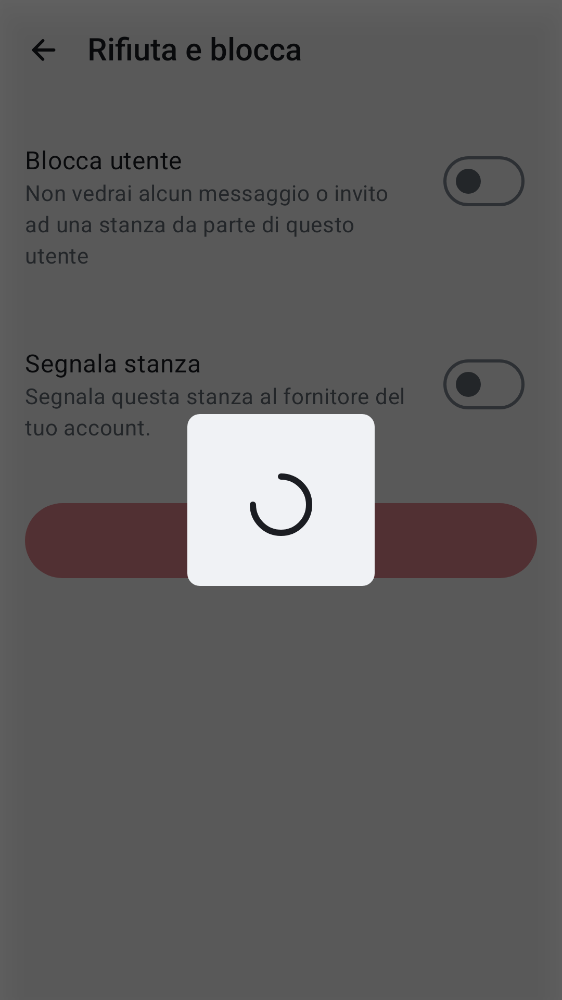 Rifiuta e blocca
Blocca utente
Non vedrai alcun messaggio o invito
ad una stanza da parte di questo
utente
Segnala stanza
Segnala questa stanza al fornitore del
tuo account.